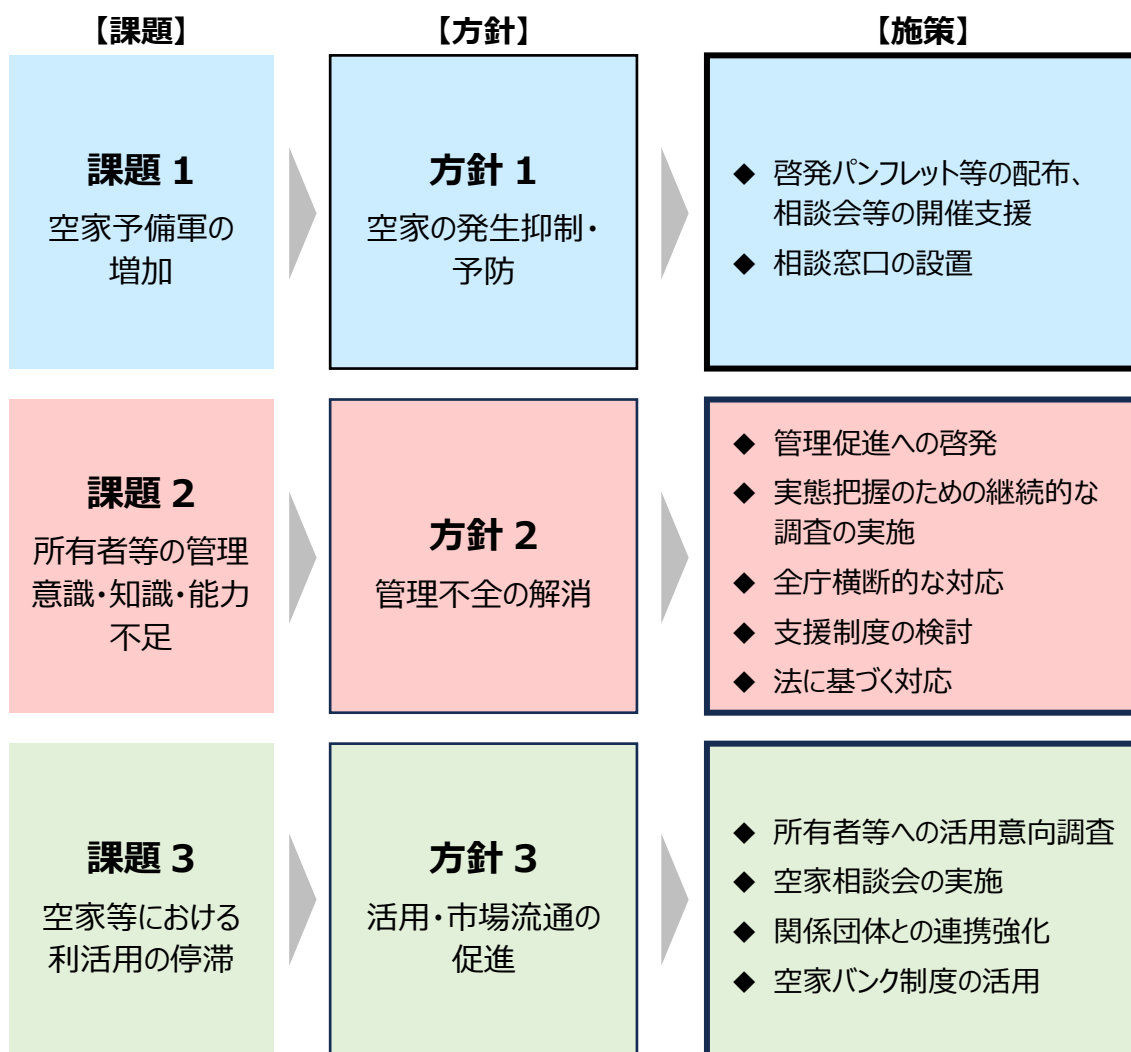 【課題】
【方針】
【施策】
課題 1
空家予備軍の
増加
方針 1
空家の発生抑制・
予防
◆ 啓発パンフレット等の配布、
相談会等の開催支援
◆ 相談窓口の設置
課題 2
所有者等の管理
意識・知識・能力
不足
方針 2
管理不全の解消
◆ 管理促進への啓発
◆ 実態把握のための継続的な
調査の実施
◆ 全庁横断的な対応
◆ 支援制度の検討
◆ 法に基づく対応
課題 3
空家等における
利活用の停滞
方針 3
活用・市場流通の
促進
◆ 所有者等への活用意向調査
◆ 空家相談会の実施
◆ 関係団体との連携強化
◆ 空家バンク制度の活用